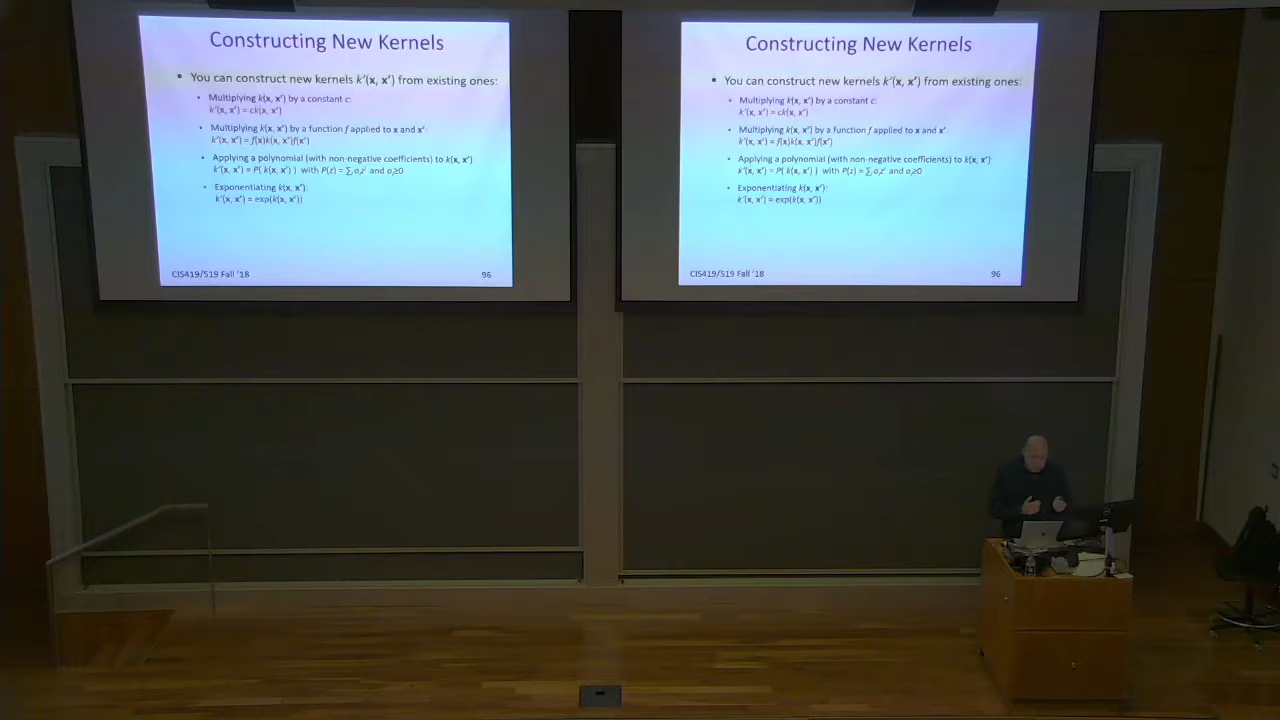 Constructing New Kernels
▪ You can construct new kernels k’(x, x’) from existing ones:
• Multiplying k(x, x’) by a constant c:
k’(x, x’) = ck(x, x’)
• Multiplying k(x, x’) by a function f applied to x and x’:
k’(x, x’) = f(x)k(x, x’)f(x’)
• Applying a polynomial (with non-negative coefficients) to k(x, x’):
k’(x, x’) = P( k(x, x’) ) with P(z) = ∑ᵢ aᵢzⁱ and aᵢ≥0
• Exponentiating k(x, x’):
k’(x, x’) = exp(k(x, x’))
CIS419/519 Fall ’18
96
Constructing New Kernels
▪ You can construct new kernels k’(x, x’) from existing ones:
• Multiplying k(x, x’) by a constant c:
k’(x, x’) = ck(x, x’)
• Multiplying k(x, x’) by a function f applied to x and x’:
k’(x, x’) = f(x)k(x, x’)f(x’)
• Applying a polynomial (with non-negative coefficients) to k(x, x’):
k’(x, x’) = P( k(x, x’) ) with P(z) = ∑ᵢ aᵢzⁱ and aᵢ≥0
• Exponentiating k(x, x’):
k’(x, x’) = exp(k(x, x’))
CIS419/519 Fall ’18
96